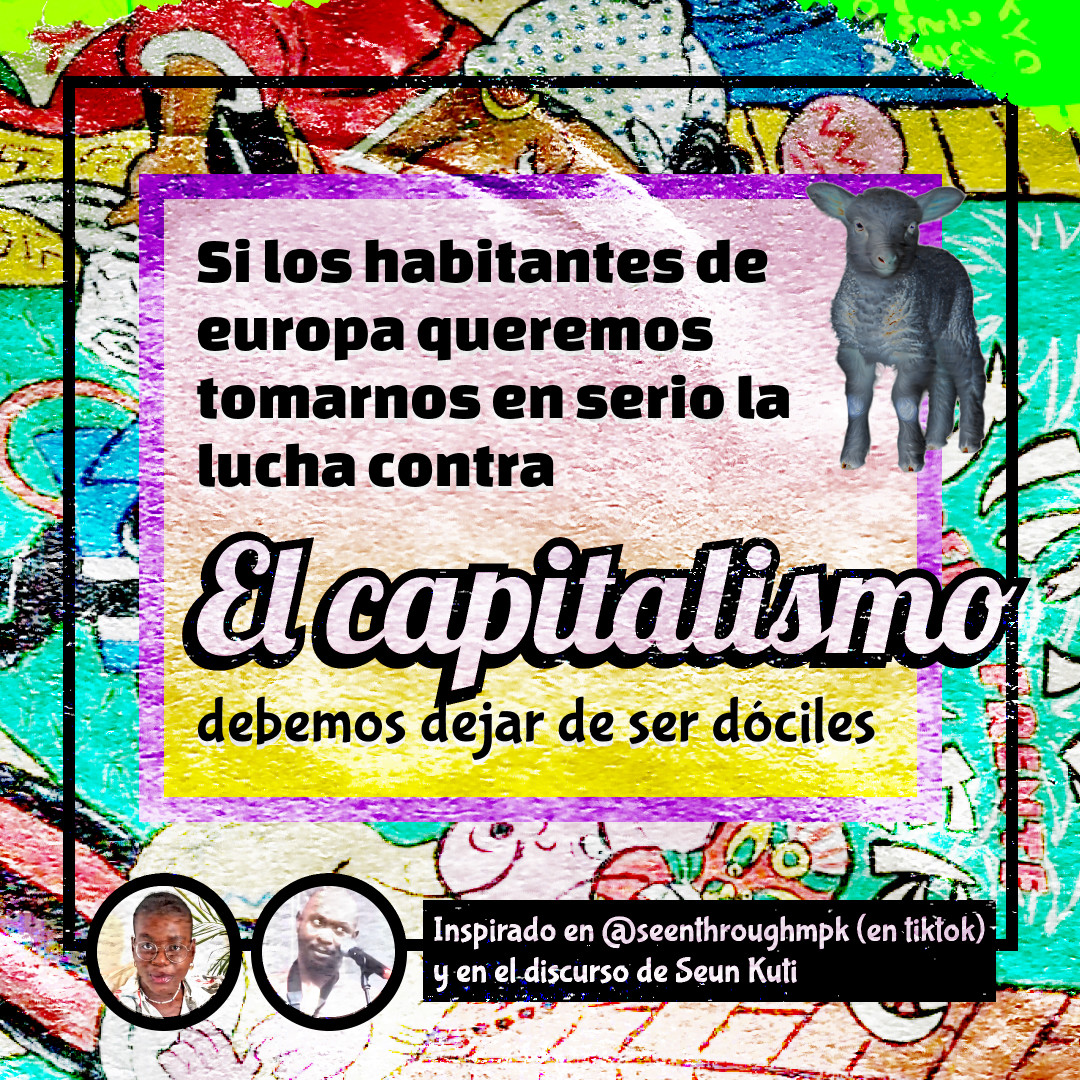 Si los habitantes de
europa queremos
tomarnos en serio la
lucha contra
El capitalismo
debemos dejar de ser dóciles
FRENTE
Inspirado en @seenthroughmpk (en tiktok)
y en el discurso de Seun Kuti